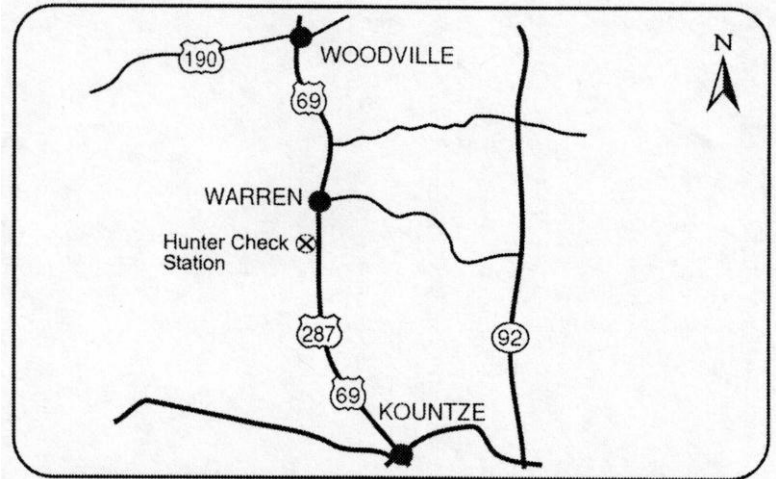 N
190
WOODVILLE
69
WARREN
Hunter Check
Station
287
92
69
KOUNTZE